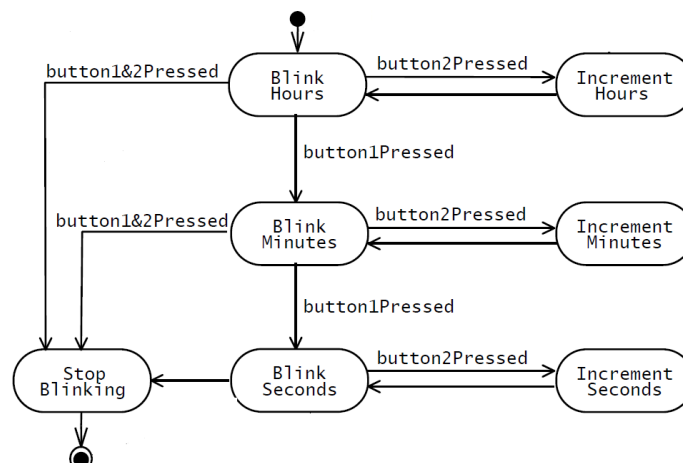 button1&2Pressed
Blink
Hours
button2Pressed
Increment
Hours
button1Pressed
button1&2Pressed
Blink
Minutes
button2Pressed
Increment
Minutes
button1Pressed
Stop
Blinking
Blink
Seconds
button2Pressed
Increment
Seconds